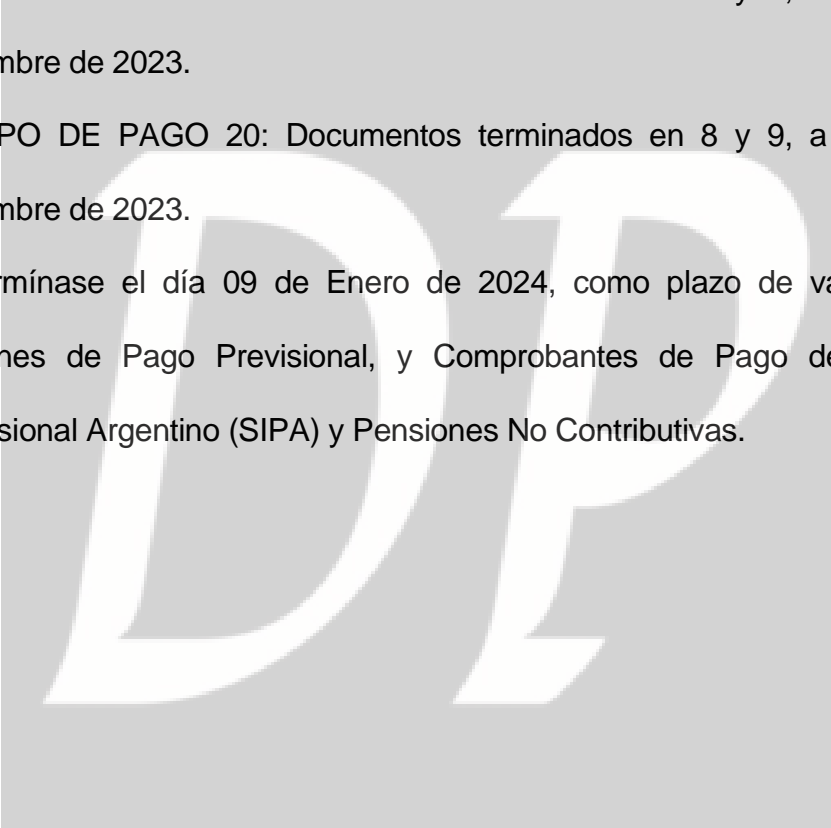 mbre de 2023.
PO DE PAGO 20: Documentos terminados en 8 y 9, a
mbre de 2023.
rmínase el día 09 de Enero de 2024, como plazo de va
nes de Pago Previsional, y Comprobantes de Pago de
sional Argentino (SIPA) y Pensiones No Contributivas.
DP